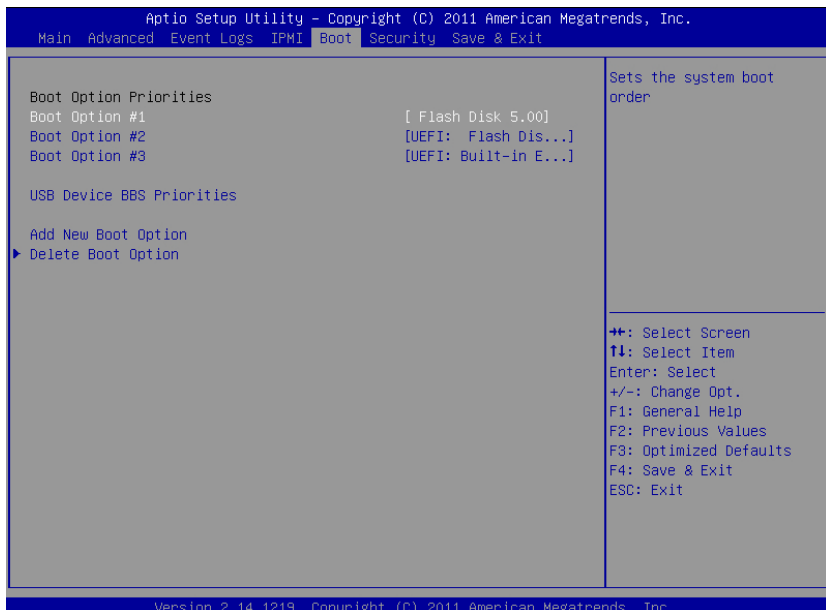 Aptio Setup Utility – Copyright (C) 2011 American Megatrends, Inc.
Main Advanced Event Logs IPMI Boot Security Save & Exit
Boot Option Priorities
Boot Option #1 [ Flash Disk 5.00]
Boot Option #2 [UEFI: Flash Dis...]
Boot Option #3 [UEFI: Built-in E...]
USB Device BBS Priorities
Add New Boot Option
▶ Delete Boot Option
Sets the system boot
order
→←: Select Screen
↑↓: Select Item
Enter: Select
+/-: Change Opt.
F1: General Help
F2: Previous Values
F3: Optimized Defaults
F4: Save & Exit
ESC: Exit
Version 2.14.1219. Copyright (C) 2011 American Megatrends, Inc.